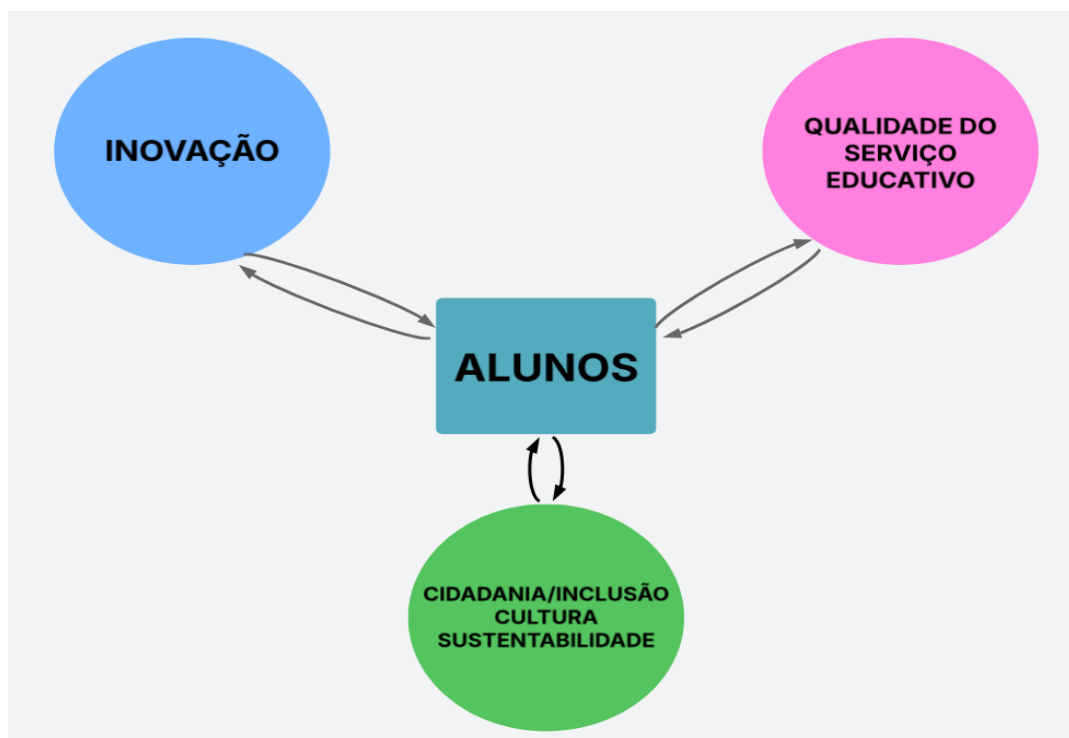 INOVAÇÃO
QUALIDADE DO
SERVIÇO
EDUCATIVO
ALUNOS
CIDADANIA/INCLUSÃO
CULTURA
SUSTENTABILIDADE